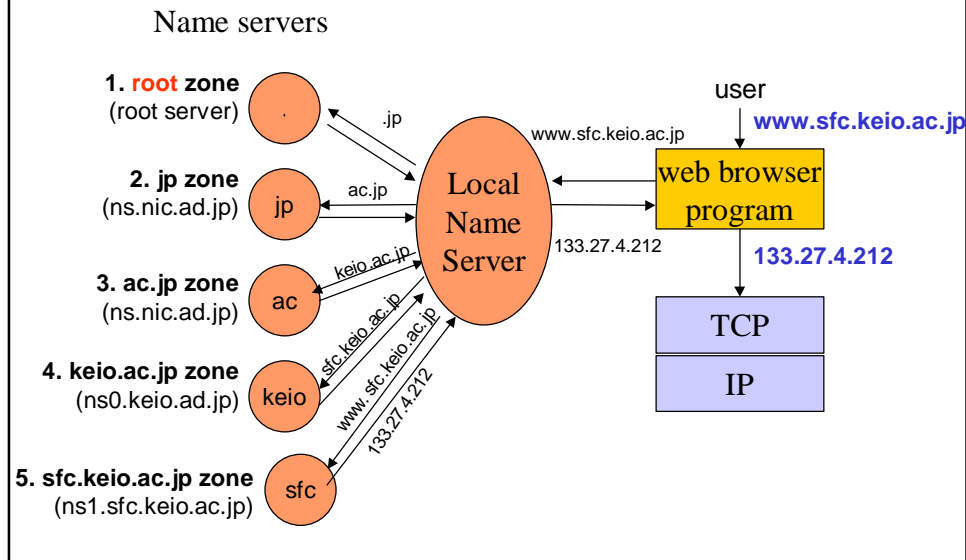 Name servers
1. root zone
(root server)
.
.jp
2. jp zone
(ns.nic.ad.jp)
jp
ac.jp
3. ac.jp zone
(ns.nic.ad.jp)
ac
keio.ac.jp
4. keio.ac.jp zone
(ns0.keio.ad.jp)
keio
sfc.keio.ac.jp
5. sfc.keio.ac.jp zone
(ns1.sfc.keio.ac.jp)
sfc
www. sfc.keio.ac.jp
133.27.4.212
Local
Name
Server
www.sfc.keio.ac.jp
133.27.4.212
user
www.sfc.keio.ac.jp
web browser
program
133.27.4.212
TCP
IP